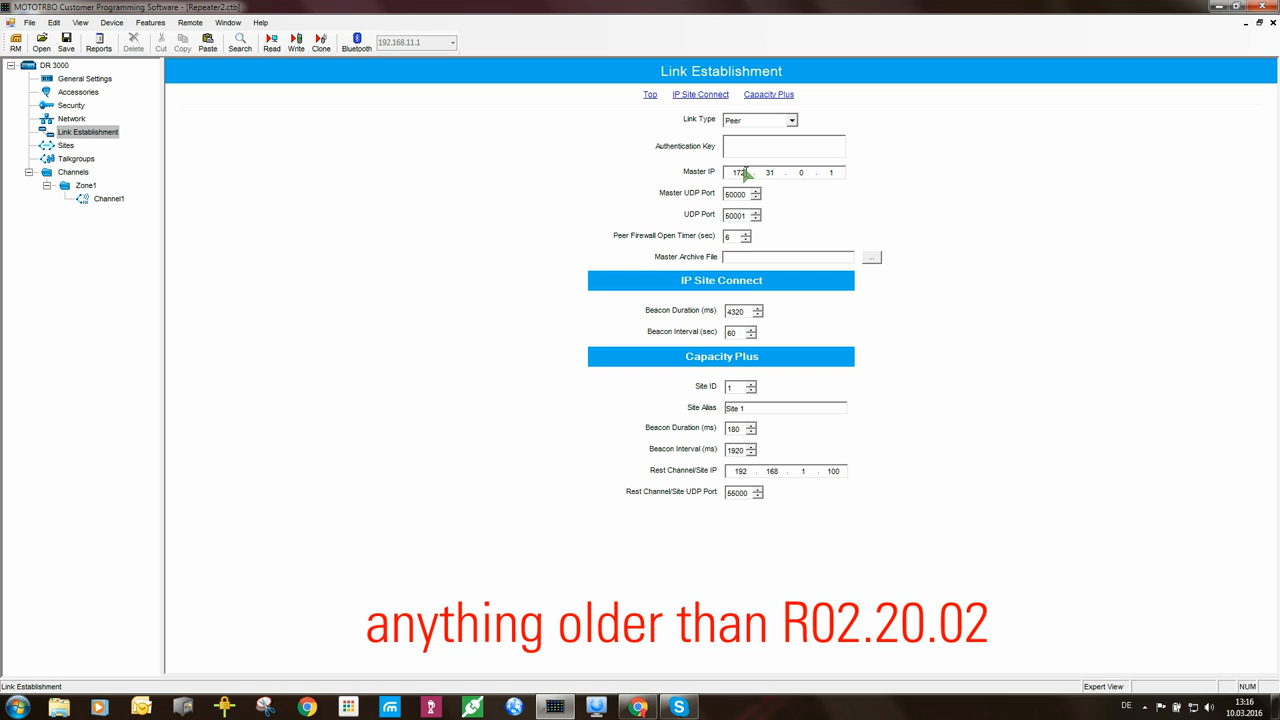 MOTOTRBO Customer Programming Software - [Repeater2.ctb]
File Edit View Device Features Remote Window Help
RM Open Save Reports Delete Cut Copy Paste Search Read Write Clone Bluetooth 192.168.11.1
DR 3000
General Settings
Accessories
Security
Network
Link Establishment
Sites
Talkgroups
Channels
Zone1
Channel1
Link Establishment
Top IP Site Connect Capacity Plus
Link Type Peer
Authentication Key
Master IP 172 . 31 . 0 . 1
Master UDP Port 50000
UDP Port 50001
Peer Firewall Open Timer (sec) 6
Master Archive File ...
IP Site Connect
Beacon Duration (ms) 4320
Beacon Interval (sec) 60
Capacity Plus
Site ID 1
Site Alias Site 1
Beacon Duration (ms) 180
Beacon Interval (ms) 1920
Rest Channel/Site IP 192 . 168 . 1 . 100
Rest Channel/Site UDP Port 55000
anything older than R02.20.02
Link Establishment Expert View NUM
DE 13:16
10.03.2016